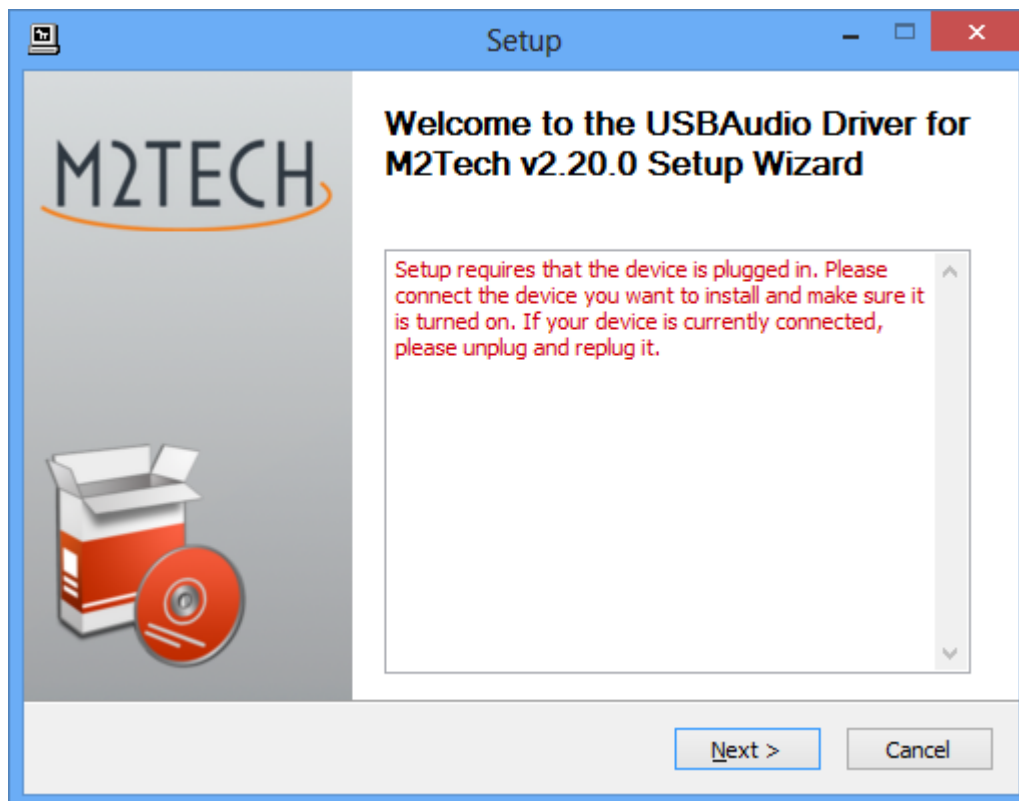 Setup
M2TECH
Welcome to the USBAudio Driver for
M2Tech v2.20.0 Setup Wizard
Setup requires that the device is plugged in. Please
connect the device you want to install and make sure it
is turned on. If your device is currently connected,
please unplug and replug it.
Next >
Cancel